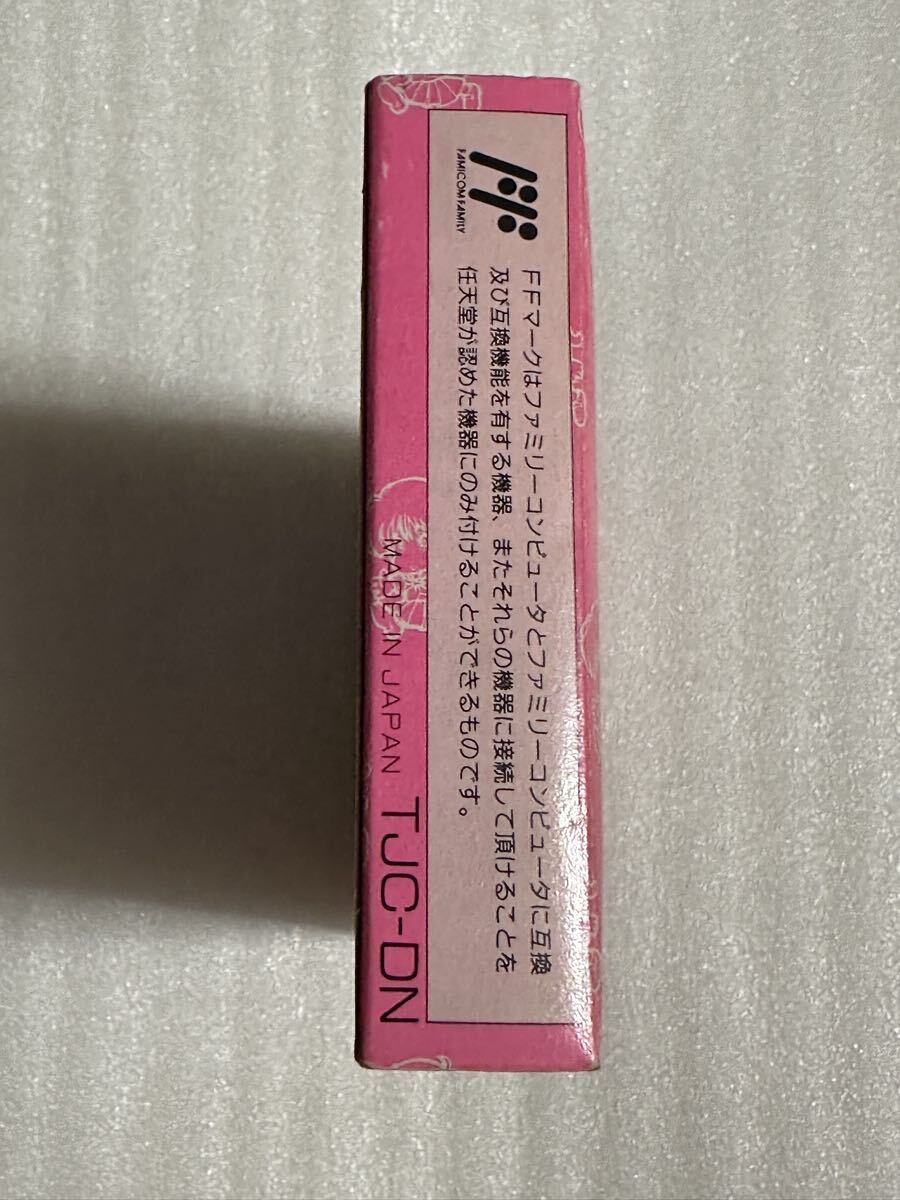 FAMICOM FAMILY
FFマークはファミリーコンピュータとファミリーコンピュータに互換
及び互換機能を有する機器、またそれらの機器に接続して頂けることを
任天堂が認めた機器にのみ付けることができるものです。
MADE IN JAPAN TJC-DN